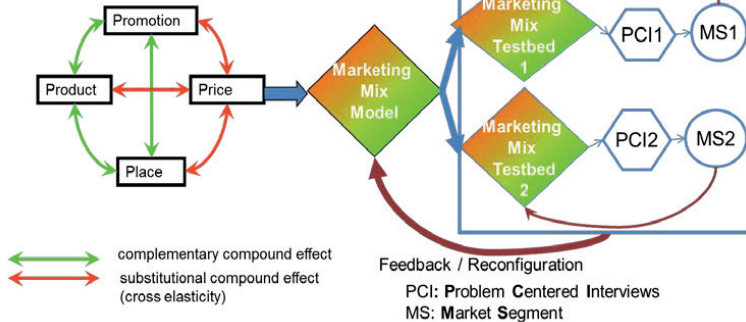 Promotion
Product
Price
Place
Marketing
Mix
Model
Marketing
Mix
Testbed
1
PCI1
MS1
Marketing
Mix
Testbed
2
PCI2
MS2
complementary compound effect
substitutional compound effect
(cross elasticity)
Feedback / Reconfiguration
PCI: Problem Centered Interviews
MS: Market Segment